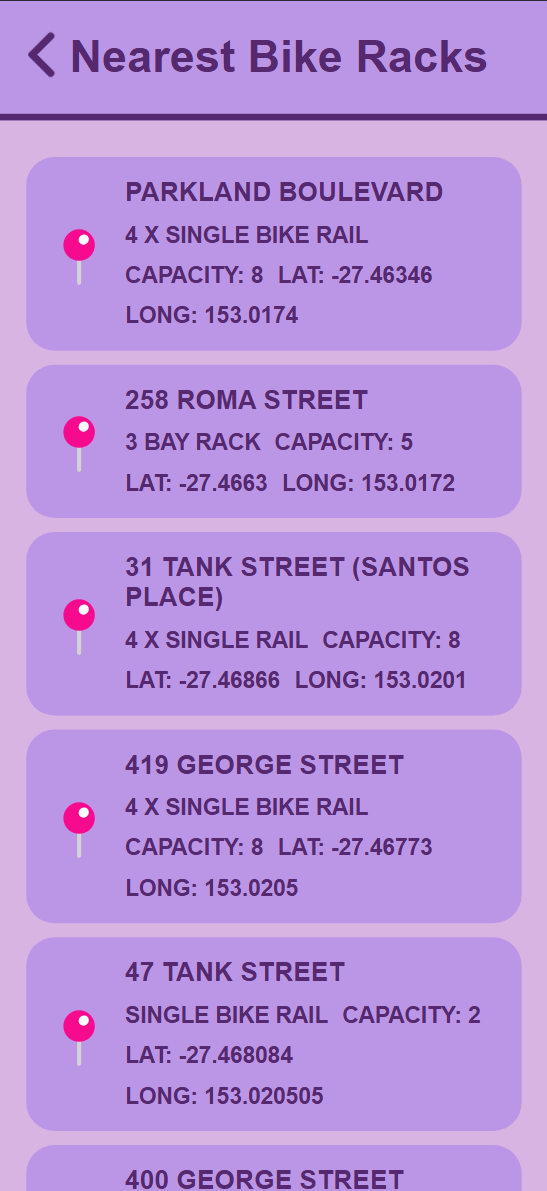 Nearest Bike Racks
PARKLAND BOULEVARD
4 X SINGLE BIKE RAIL
CAPACITY: 8 LAT: -27.46346
LONG: 153.0174
258 ROMA STREET
3 BAY RACK CAPACITY: 5
LAT: -27.4663 LONG: 153.0172
31 TANK STREET (SANTOS
PLACE)
4 X SINGLE RAIL CAPACITY: 8
LAT: -27.46866 LONG: 153.0201
419 GEORGE STREET
4 X SINGLE BIKE RAIL
CAPACITY: 8 LAT: -27.46773
LONG: 153.0205
47 TANK STREET
SINGLE BIKE RAIL CAPACITY: 2
LAT: -27.468084
LONG: 153.020505
400 GEORGE STREET